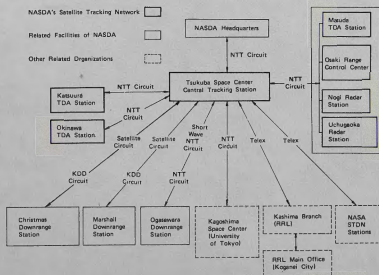 NASDA's Satellite Tracking Network
Related Facilities of NASDA
Other Related Organizations
NASDA Headquarters
NTT
Circuit
Tsukuba Space Center
Central Tracking Station
Masuda
TDA Station
Osaki Range
Control Center
Nogi Radar
Station
Uchugaoka
Radar
Station
NTT
Circuit
Katsuura
TDA Station
NTT
Circuit
Okinawa
TDA Station
NTT
Circuit
Satellite
Circuit
Satellite
Circuit
Short
Wave
NTT
Circuit
NTT
Circuit
Telex
Telex
KDD
Circuit
KDD
Circuit
NTT
Circuit
Christmas
Downrange
Station
Marshall
Downrange
Station
Ogasawara
Downrange
Station
Kagoshima
Space Center
(University
of Tokyo)
Kashima Branch
(RRL)
NASA
STDN
Stations
RRL Main Office
(Koganei City)